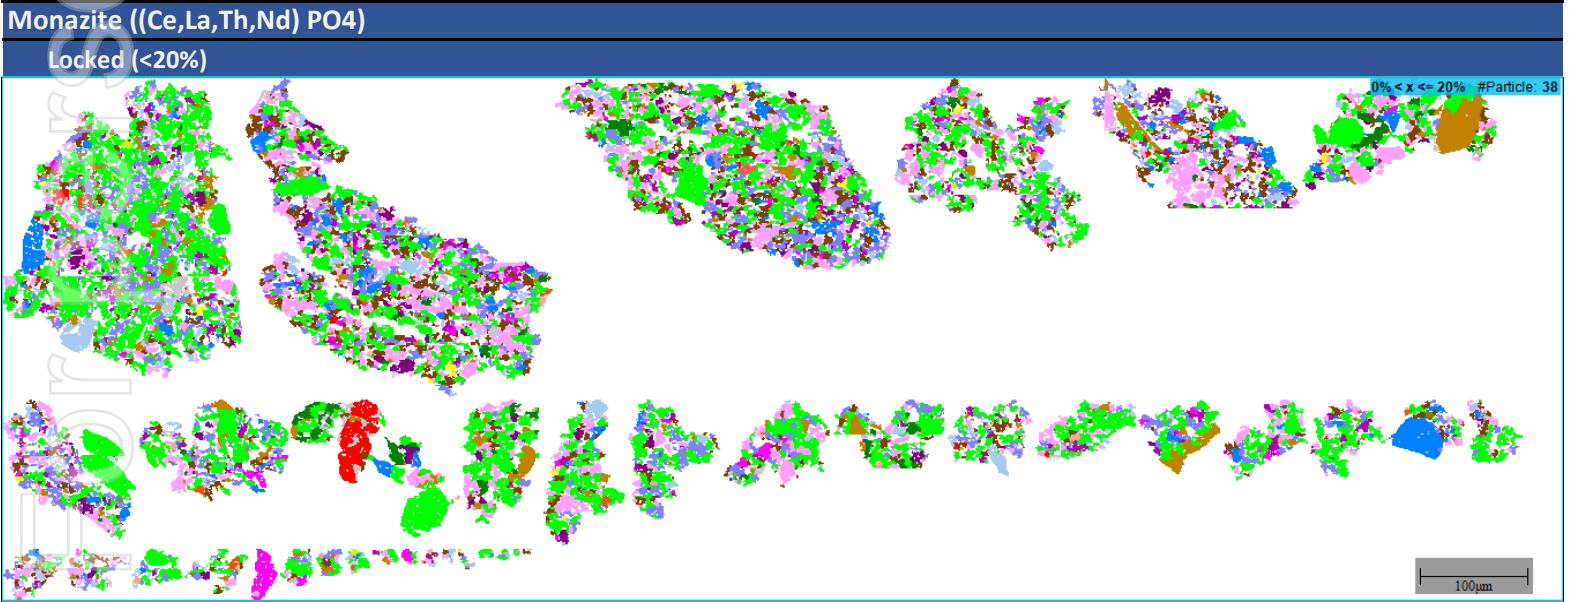 Monazite ((Ce,La,Th,Nd) PO4)
Locked (<20%)
0% < x <= 20% #Particle: 38
100µm